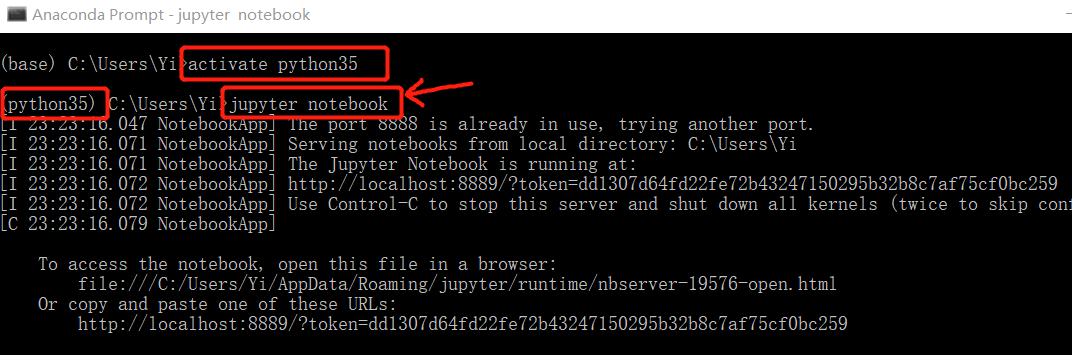 Anaconda Prompt - jupyter notebook
(base) C:\Users\Yi>activate python35
(python35) C:\Users\Yi>jupyter notebook
[I 23:23:16.047 NotebookApp] The port 8888 is already in use, trying another port.
[I 23:23:16.071 NotebookApp] Serving notebooks from local directory: C:\Users\Yi
[I 23:23:16.071 NotebookApp] The Jupyter Notebook is running at:
[I 23:23:16.072 NotebookApp] http://localhost:8889/?token=dd1307d64fd22fe72b43247150295b32b8c7af75cf0bc259
[I 23:23:16.072 NotebookApp] Use Control-C to stop this server and shut down all kernels (twice to skip conf
[C 23:23:16.079 NotebookApp]
To access the notebook, open this file in a browser:
file:///C:/Users/Yi/AppData/Roaming/jupyter/runtime/nbserver-19576-open.html
Or copy and paste one of these URLs:
http://localhost:8889/?token=dd1307d64fd22fe72b43247150295b32b8c7af75cf0bc259